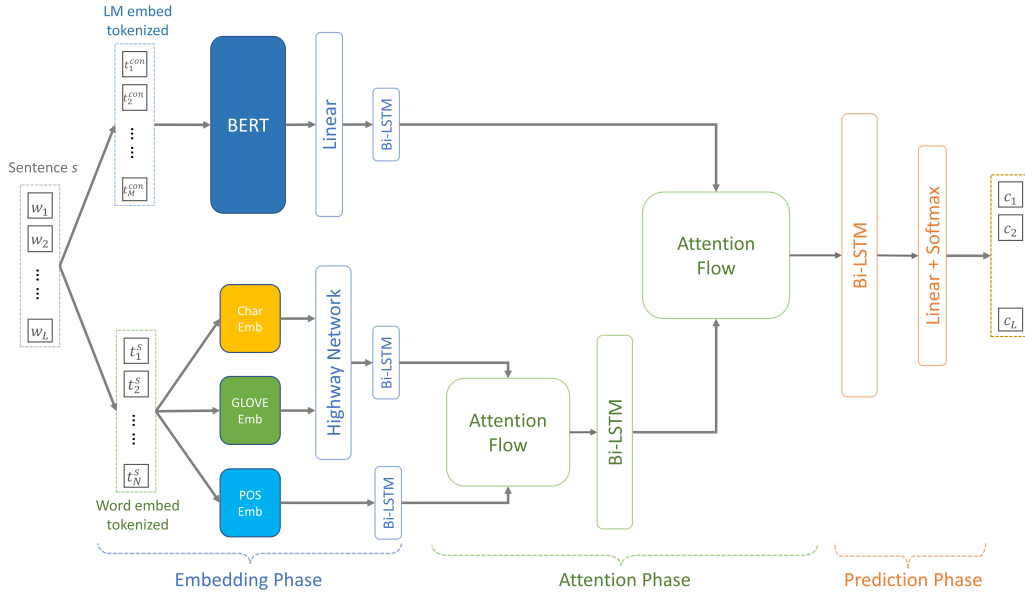 LM embed
tokenized
t_1^{con}
t_2^{con}
... ...
t_M^{con}
BERT
Linear
Bi-LSTM
Sentence s
w_1
w_2
... ...
w_L
Attention
Flow
Bi-LSTM
Linear + Softmax
c_1
c_2
c_L
Char
Emb
GLOVE
Emb
Highway Network
Bi-LSTM
t_1^s
t_2^s
... ...
t_N^s
Word embed
tokenized
POS
Emb
Bi-LSTM
Attention
Flow
Bi-LSTM
Embedding Phase
Attention Phase
Prediction Phase